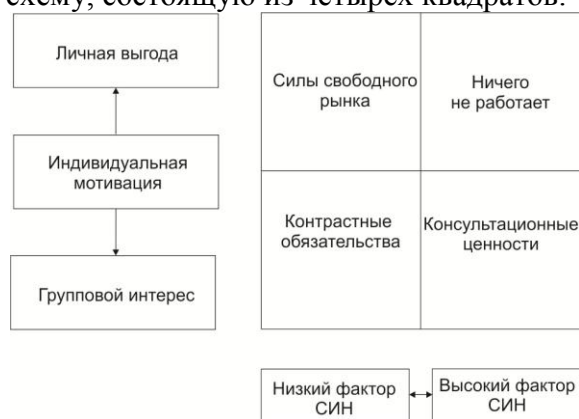 схему, состоящую из четырех квадратов.
Личная выгода
Индивидуальная
мотивация
Групповой интерес
Силы свободного
рынка
Ничего
не работает
Контрастные
обязательства
Консультационные
ценности
Низкий фактор
СИН
Высокий фактор
СИН